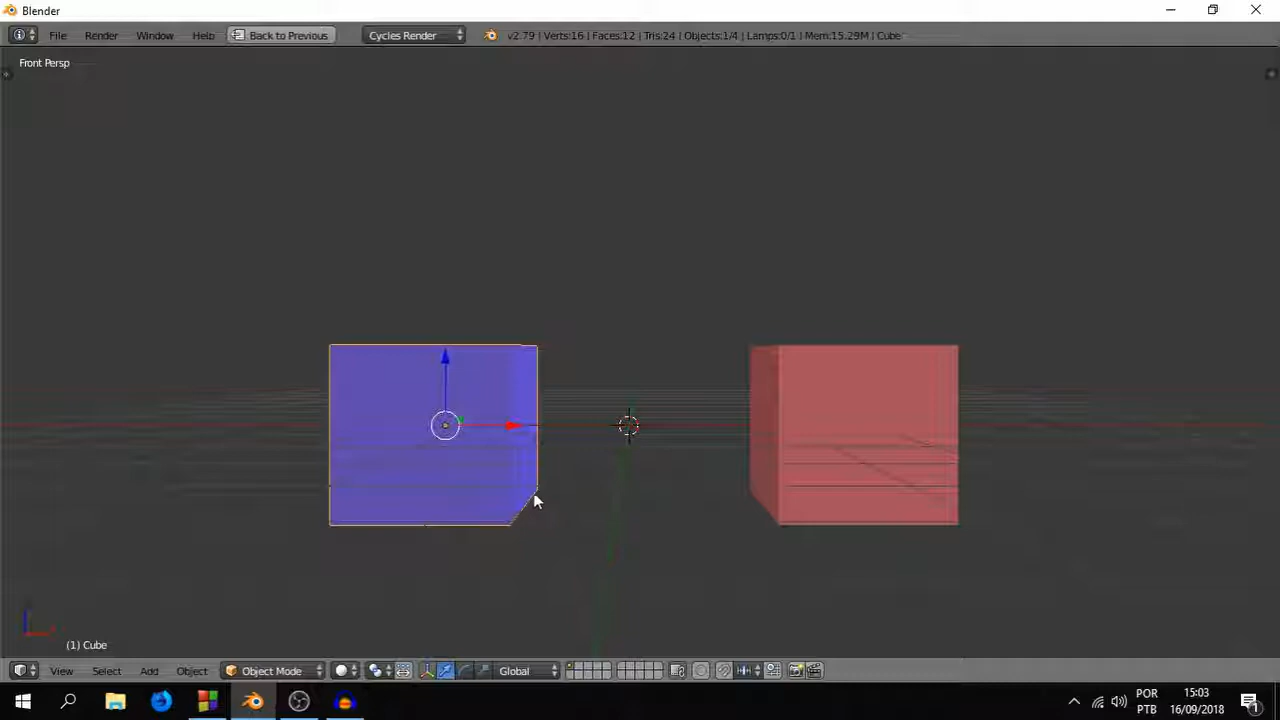 Blender
File Render Window Help Back to Previous Cycles Render v2.79 | Verts:16 | Faces:12 | Tris:24 | Objects:1/4 | Lamps:0/1 | Mem:15.29M | Cube
Front Persp
(1) Cube
View Select Add Object Object Mode Global
POR 15:03
PTB 16/09/2018
1